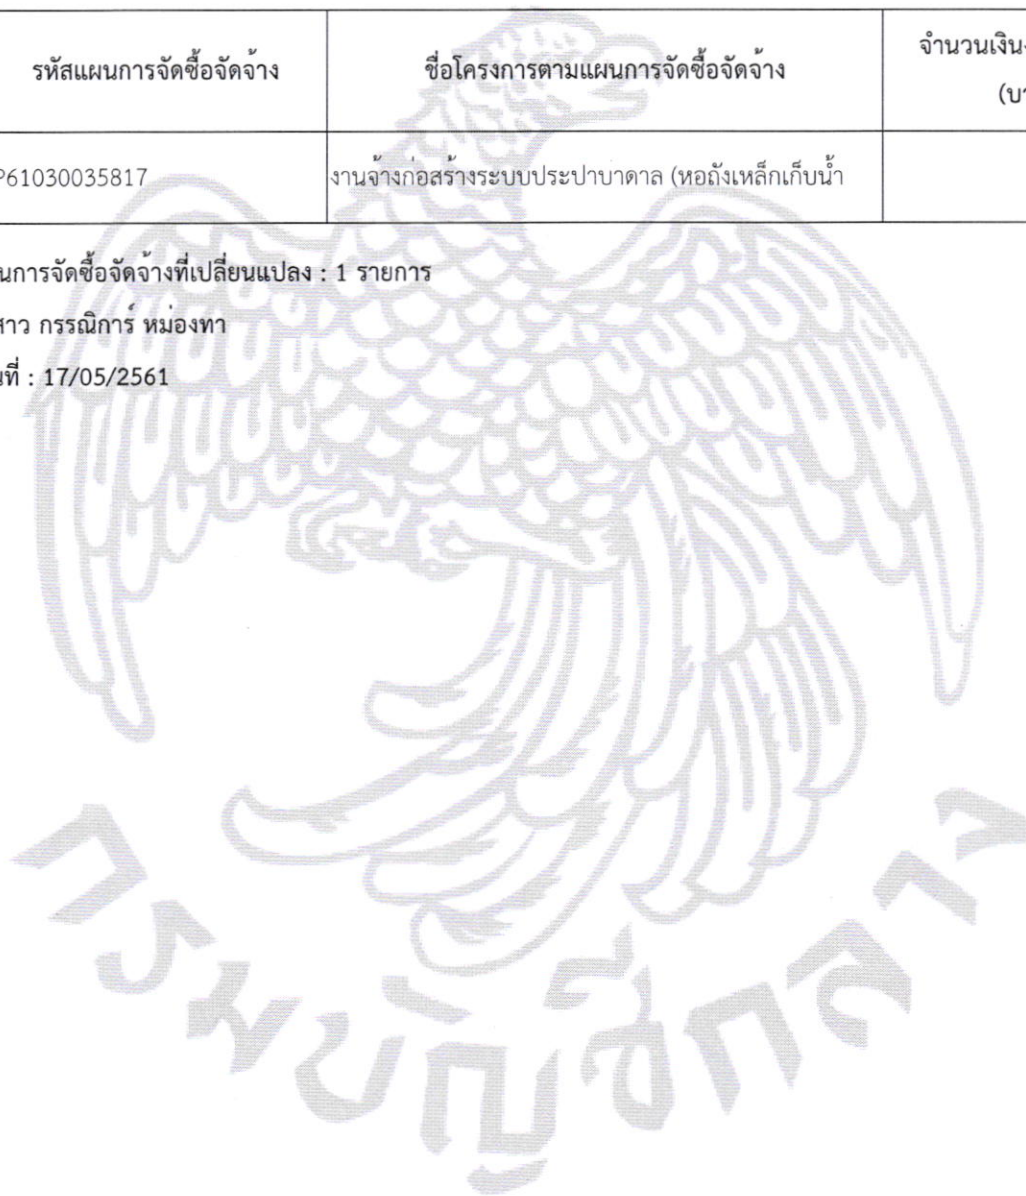 รหัสแผนการจัดซื้อจัดจ้าง
ชื่อโครงการตามแผนการจัดซื้อจัดจ้าง
จำนวนเงิน
(บ
P61030035817
งานจ้างก่อสร้างระบบประปาบาดาล (หอถังเหล็กเก็บน้ำ
นการจัดซื้อจัดจ้างที่เปลี่ยนแปลง : 1 รายการ
สาว กรรณิการ์ หม่องทา
ที่ : 17/05/2561
กรมบัญชีกลาง